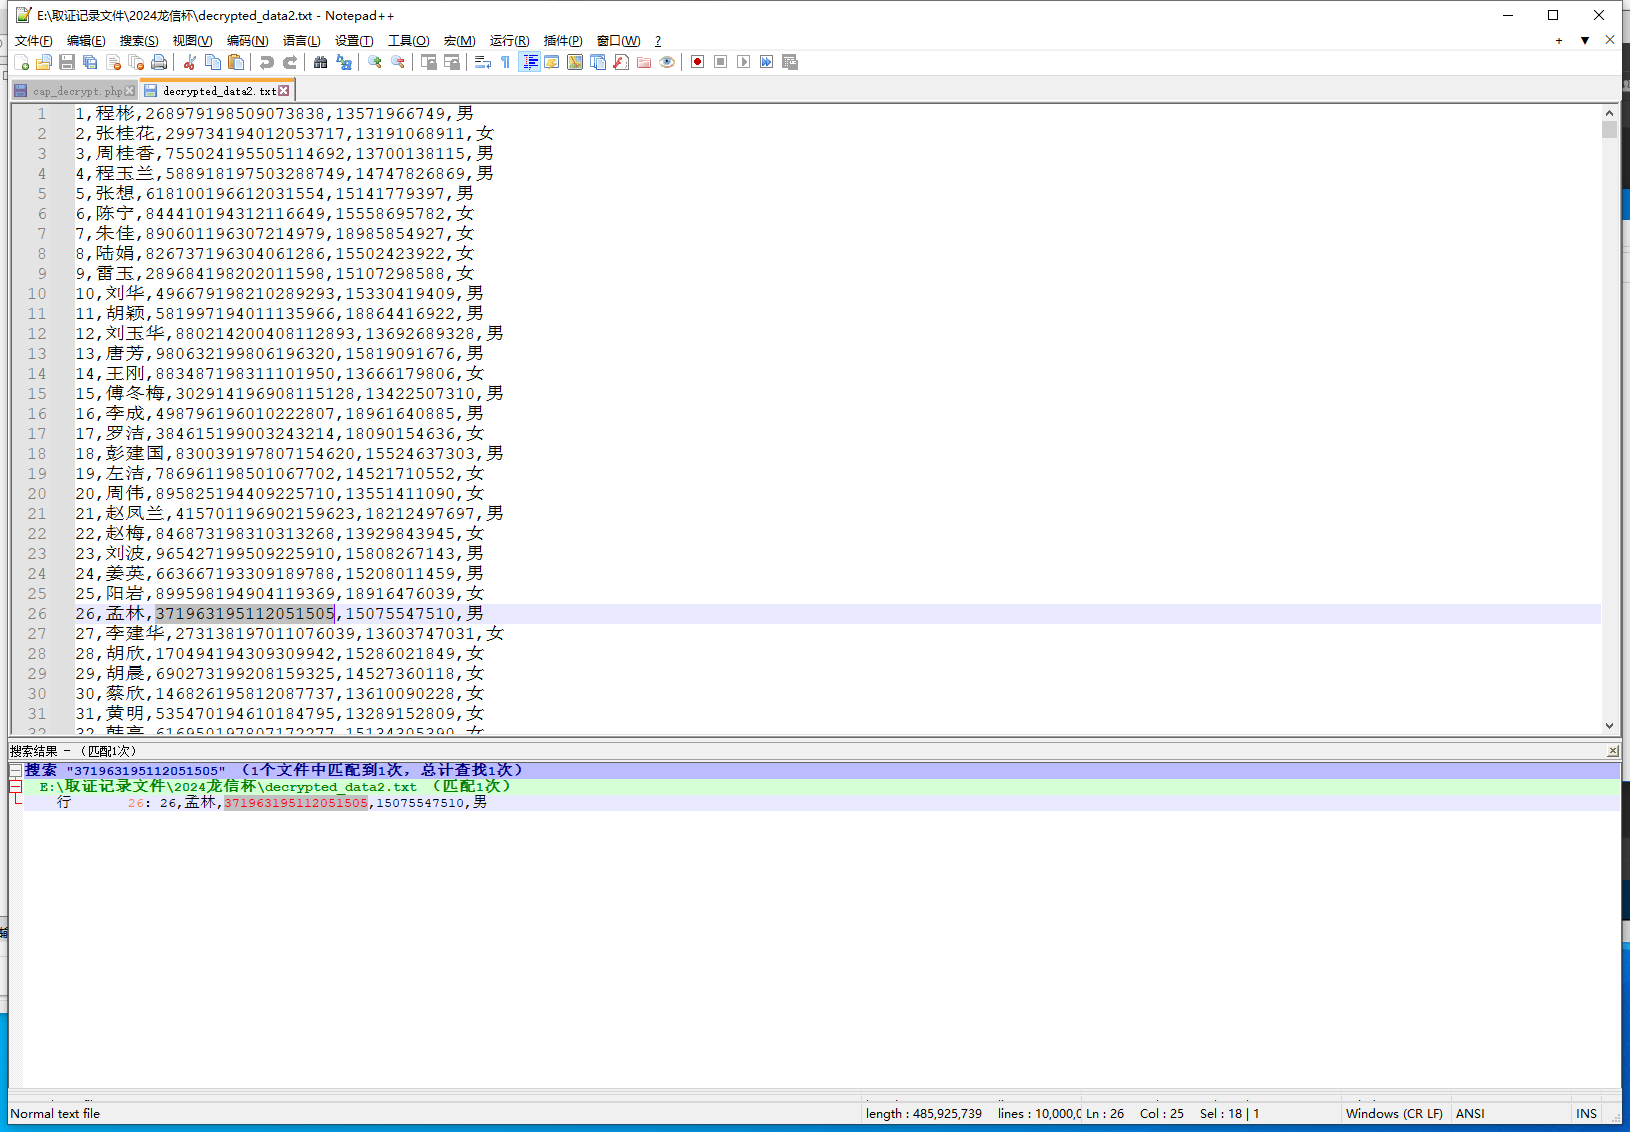 E:\取证记录文件\2024龙信杯\decrypted_data2.txt - Notepad++
文件(F) 编辑(E) 搜索(S) 视图(V) 编码(N) 语言(L) 设置(T) 工具(O) 宏(M) 运行(R) 插件(P) 窗口(W) ?
cap_decrypt.php decrypted_data2.txt
1 1,程彬,268979198509073838,13571966749,男
2 2,张桂花,299734194012053717,13191068911,女
3 3,周桂香,755024195505114692,13700138115,男
4 4,程玉兰,588918197503288749,14747826869,男
5 5,张想,618100196612031554,15141779397,男
6 6,陈宁,844410194312116649,15558695782,女
7 7,朱佳,890601196307214979,18985854927,女
8 8,陆娟,826737196304061286,15502423922,女
9 9,雷玉,289684198202011598,15107298588,女
10 10,刘华,496679198210289293,15330419409,男
11 11,胡颖,581997194011135966,18864416922,男
12 12,刘玉华,880214200408112893,13692689328,男
13 13,唐芳,980632199806196320,15819091676,男
14 14,王刚,883487198311101950,13666179806,女
15 15,傅冬梅,302914196908115128,13422507310,男
16 16,李成,498796196010222807,18961640885,男
17 17,罗洁,384615199003243214,18090154636,女
18 18,彭建国,830039197807154620,15524637303,男
19 19,左洁,786961198501067702,14521710552,女
20 20,周伟,895825194409225710,13551411090,女
21 21,赵凤兰,415701196902159623,18212497697,男
22 22,赵梅,846873198310313268,13929843945,女
23 23,刘波,965427199509225910,15808267143,男
24 24,姜英,663667193309189788,15208011459,男
25 25,阳岩,899598194904119369,18916476039,女
26 26,孟林,371963195112051505,15075547510,男
27 27,李建华,273138197011076039,13603747031,女
28 28,胡欣,170494194309309942,15286021849,女
29 29,胡晨,690273199208159325,14527360118,女
30 30,蔡欣,146826195812087737,13610090228,女
31 31,黄明,535470194610184795,13289152809,女
32 32,韩亮,616950197807172277,15134305390,女
搜索结果 - (匹配1次)
搜索 "371963195112051505" (1个文件中匹配到1次, 总计查找1次)
E:\取证记录文件\2024龙信杯\decrypted_data2.txt (匹配1次)
行 26: 26,孟林,371963195112051505,15075547510,男
Normal text file length : 485,925,739 lines : 10,000,0 Ln : 26 Col : 25 Sel : 18 | 1 Windows (CR LF) ANSI INS